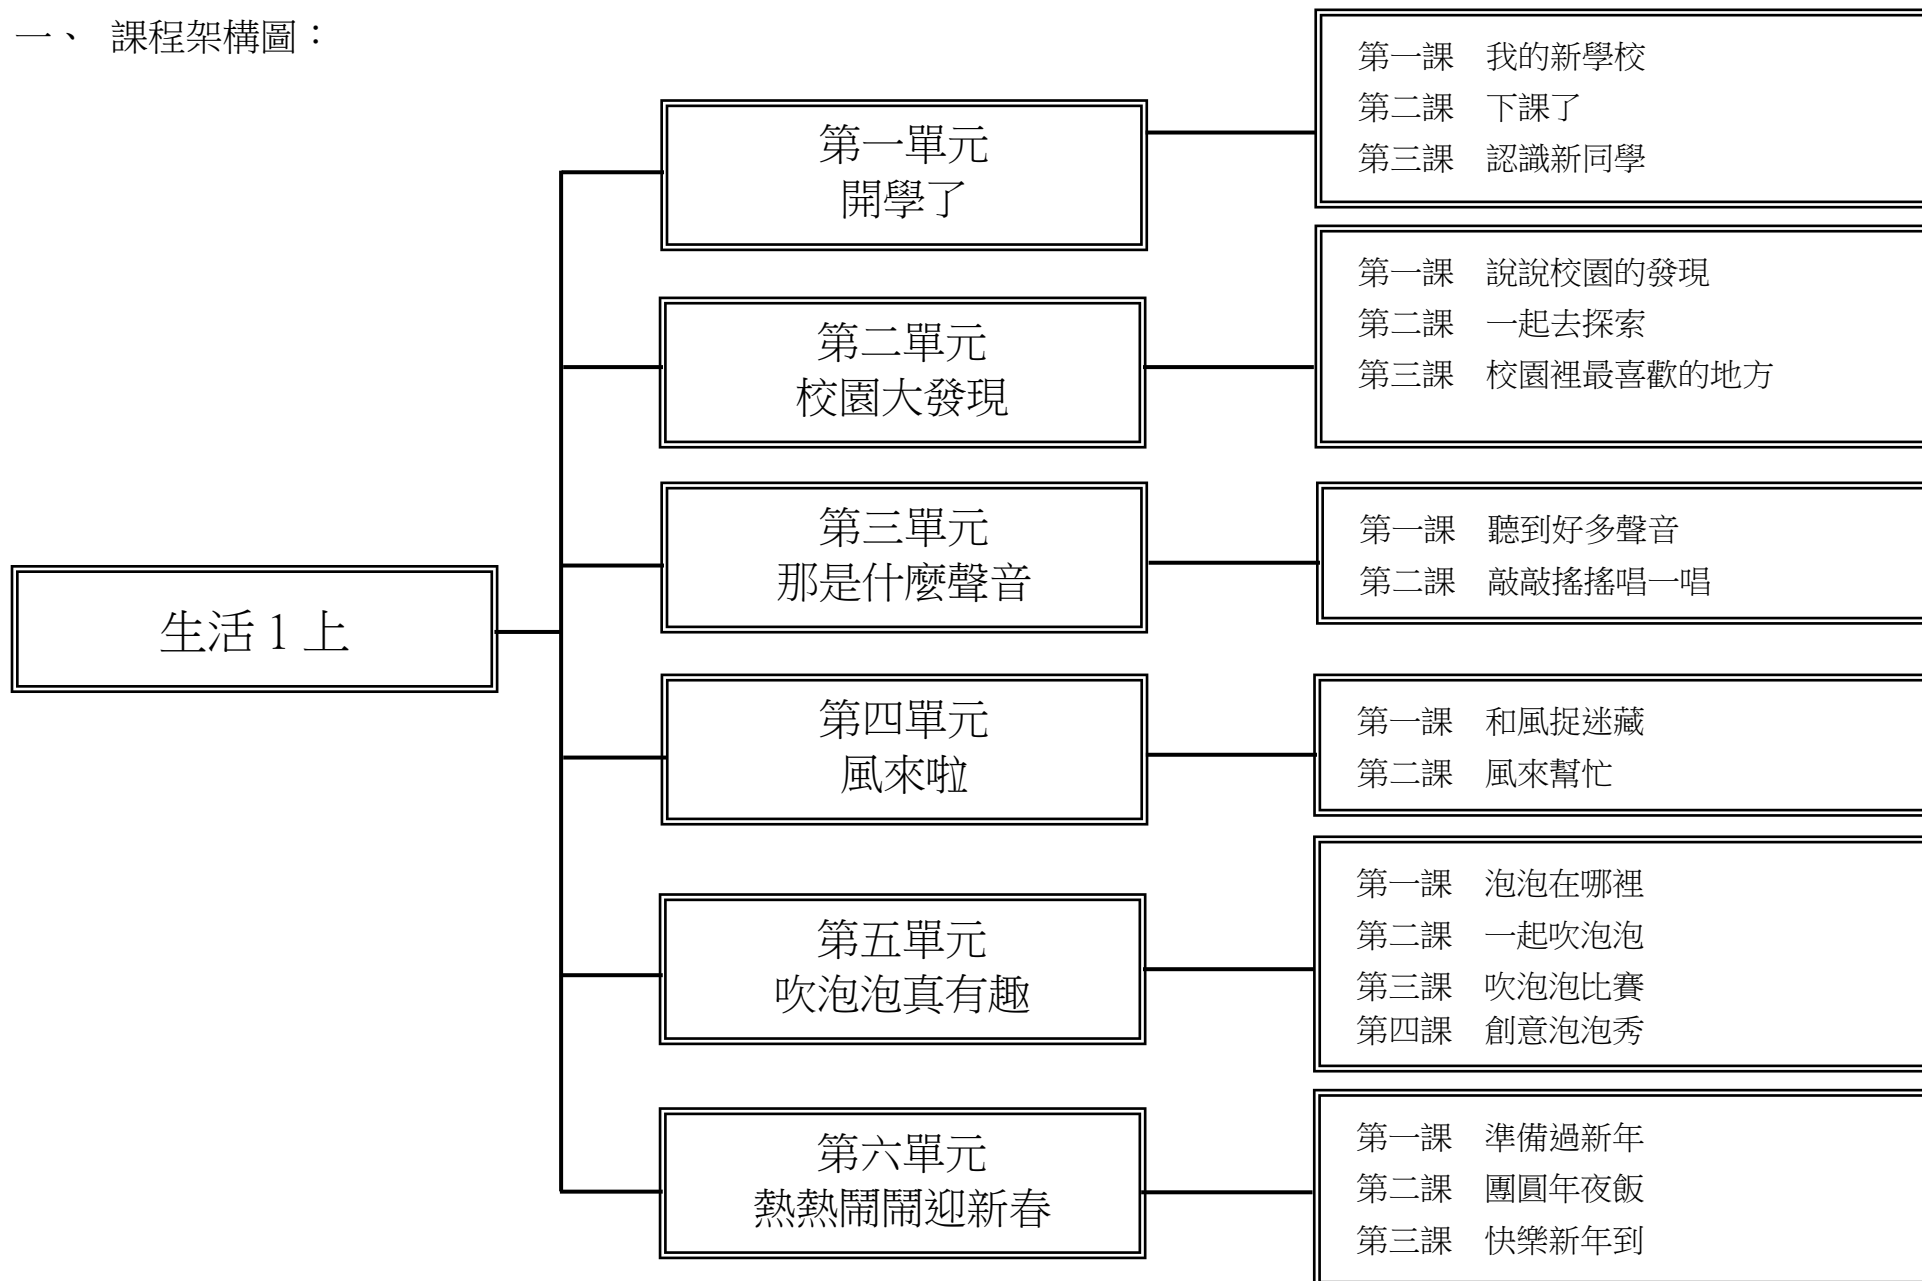 一、 課程架構圖：
生活 1 上
第一單元
開學了
第一課 我的新學校
第二課 下課了
第三課 認識新同學
第二單元
校園大發現
第一課 說說校園的發現
第二課 一起去探索
第三課 校園裡最喜歡的地方
第三單元
那是什麼聲音
第一課 聽到好多聲音
第二課 敲敲搖搖唱一唱
第四單元
風來啦
第一課 和風捉迷藏
第二課 風來幫忙
第五單元
吹泡泡真有趣
第一課 泡泡在哪裡
第二課 一起吹泡泡
第三課 吹泡泡比賽
第四課 創意泡泡秀
第六單元
熱熱鬧鬧迎新春
第一課 準備過新年
第二課 團圓年夜飯
第三課 快樂新年到